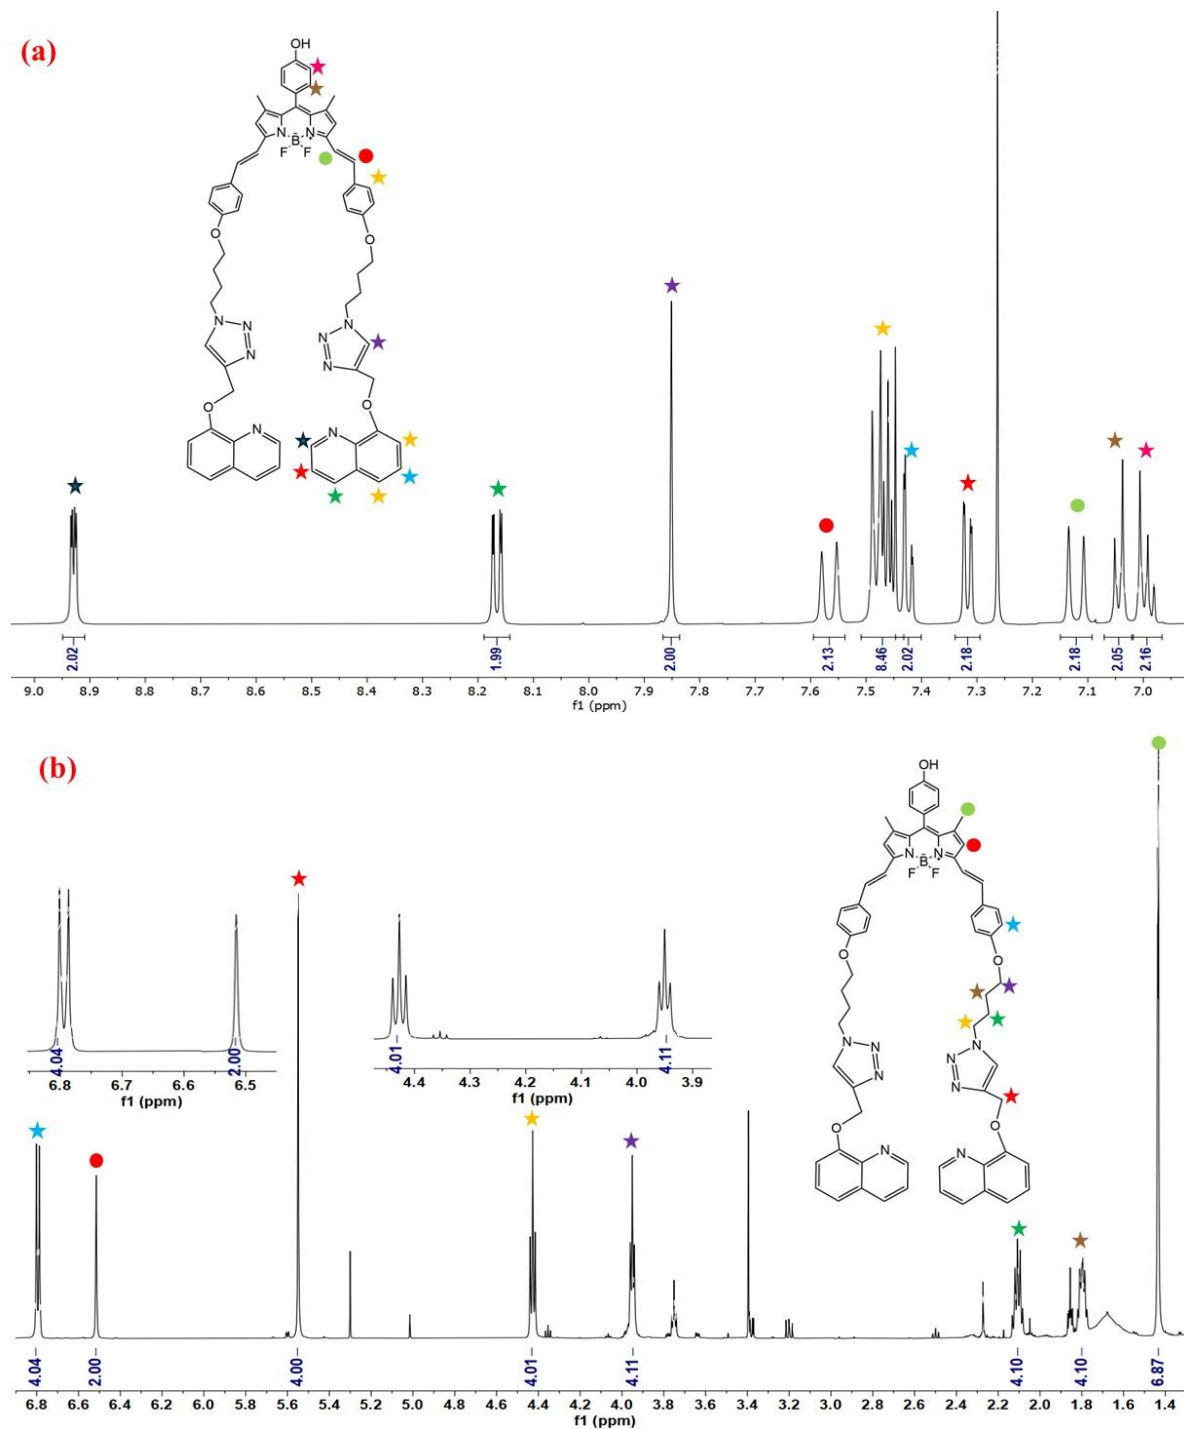 (a)
OH
N B N
F F
O O
N N N
N N N
O O
N N
2.02 1.99 2.00 2.13 8.46 2.02 2.18 2.18 2.05 2.16
9.0 8.9 8.8 8.7 8.6 8.5 8.4 8.3 8.2 8.1 8.0 7.9 7.8 7.7 7.6 7.5 7.4 7.3 7.2 7.1 7.0
f1 (ppm)
(b)
OH
N B N
F F
O O
N N N
N N N
O O
N N
4.04 2.00
6.8 6.7 6.6 6.5
f1 (ppm)
4.01 4.11
4.4 4.3 4.2 4.1 4.0 3.9
f1 (ppm)
4.04 2.00 4.00 4.01 4.11 4.10 4.10 6.87
6.8 6.6 6.4 6.2 6.0 5.8 5.6 5.4 5.2 5.0 4.8 4.6 4.4 4.2 4.0 3.8 3.6 3.4 3.2 3.0 2.8 2.6 2.4 2.2 2.0 1.8 1.6 1.4
f1 (ppm)